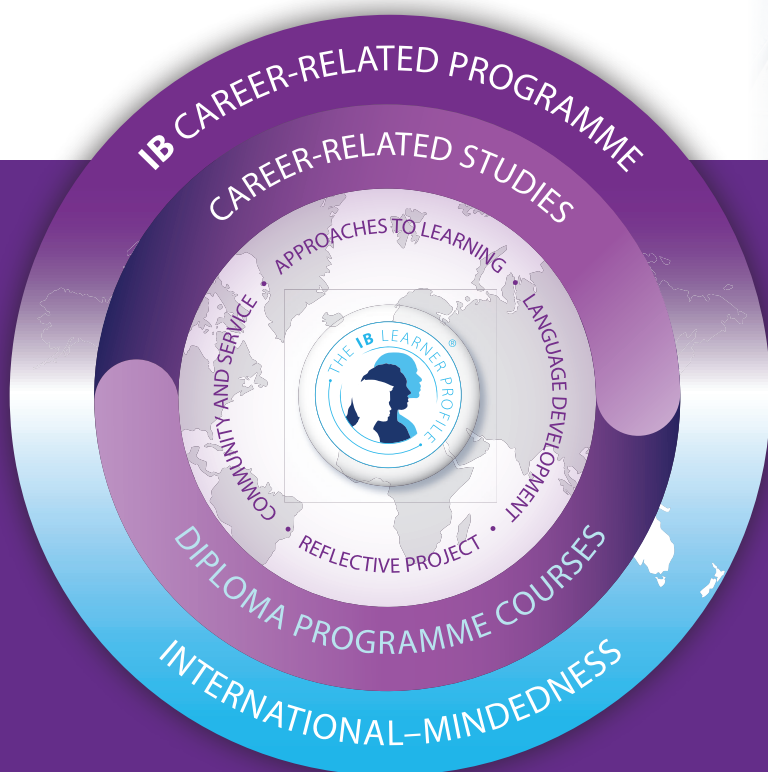 IB CAREER-RELATED PROGRAMME
CAREER-RELATED STUDIES
APPROACHES TO LEARNING
LANGUAGE DEVELOPMENT
REFLECTIVE PROJECT
COMMUNITY AND SERVICE
THE IB LEARNER PROFILE ®
DIPLOMA PROGRAMME COURSES
INTERNATIONAL–MINDEDNESS